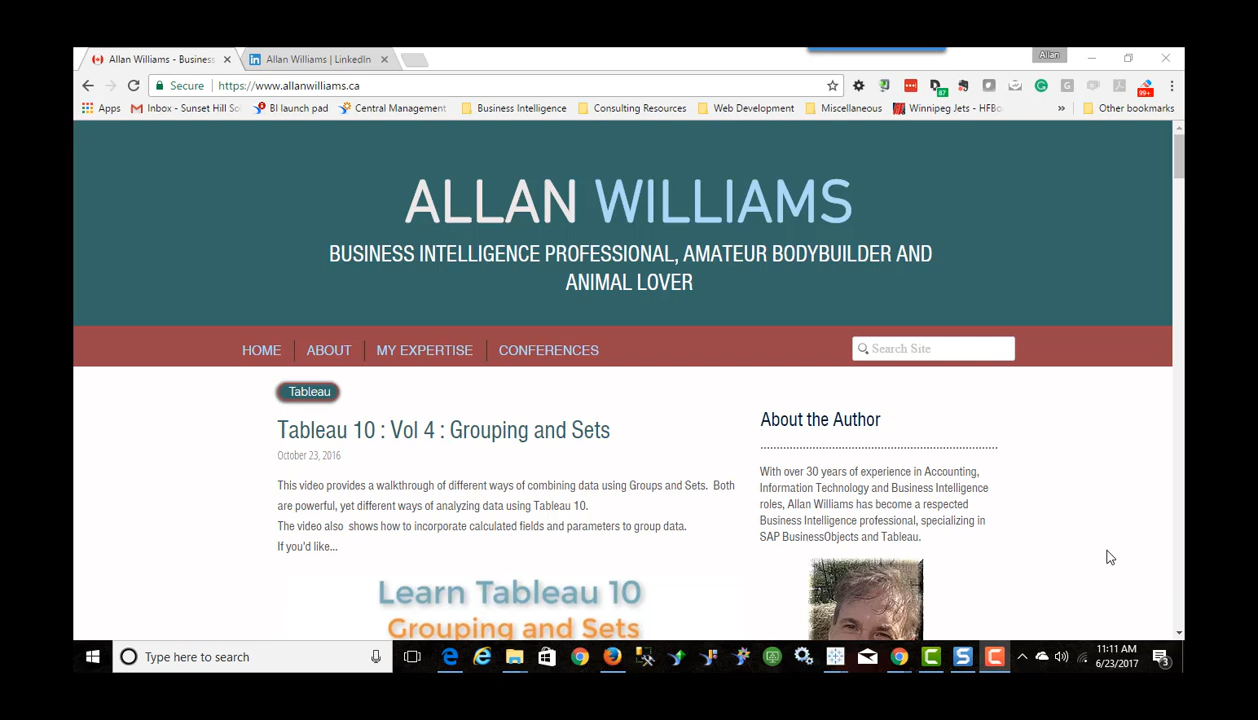 Allan Williams - Business
Allan Williams | LinkedIn
Allan
Secure
https://www.allanwilliams.ca
87
99+
Apps
Inbox - Sunset Hill So
BI launch pad
Central Management
Business Intelligence
Consulting Resources
Web Development
Miscellaneous
Winnipeg Jets - HFBo
»
Other bookmarks
ALLAN WILLIAMS
BUSINESS INTELLIGENCE PROFESSIONAL, AMATEUR BODYBUILDER AND
ANIMAL LOVER
HOME
ABOUT
MY EXPERTISE
CONFERENCES
Search Site
Tableau
Tableau 10 : Vol 4 : Grouping and Sets
October 23, 2016
This video provides a walkthrough of different ways of combining data using Groups and Sets. Both
are powerful, yet different ways of analyzing data using Tableau 10.
The video also shows how to incorporate calculated fields and parameters to group data.
If you'd like...
Learn Tableau 10
Grouping and Sets
About the Author
With over 30 years of experience in Accounting,
Information Technology and Business Intelligence
roles, Allan Williams has become a respected
Business Intelligence professional, specializing in
SAP BusinessObjects and Tableau.
Type here to search
11:11 AM
6/23/2017
3